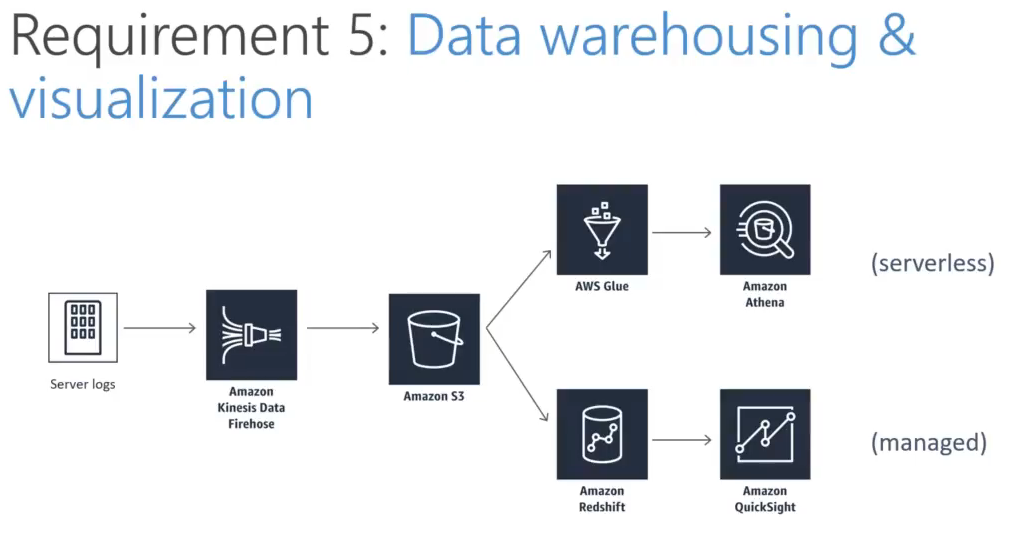 Requirement 5: Data warehousing &
visualization
Server logs
Amazon
Kinesis Data
Firehose
Amazon S3
AWS Glue
Amazon
Athena
(serverless)
Amazon
Redshift
Amazon
QuickSight
(managed)